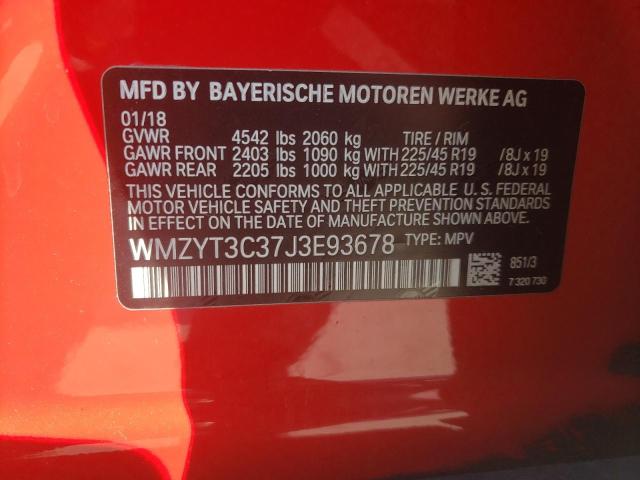 MFD BY BAYERISCHE MOTOREN WERKE AG
01/18
GVWR 4542 lbs 2060 kg TIRE / RIM
GAWR FRONT 2403 lbs 1090 kg WITH 225/45 R19 /8J x 19
GAWR REAR 2205 lbs 1000 kg WITH 225/45 R19 /8J x 19
THIS VEHICLE CONFORMS TO ALL APPLICABLE U. S. FEDERAL
MOTOR VEHICLE SAFETY AND THEFT PREVENTION STANDARDS
IN EFFECT ON THE DATE OF MANUFACTURE SHOWN ABOVE.
WMZYT3C37J3E93678 TYPE: MPV
851/3
7 320 730